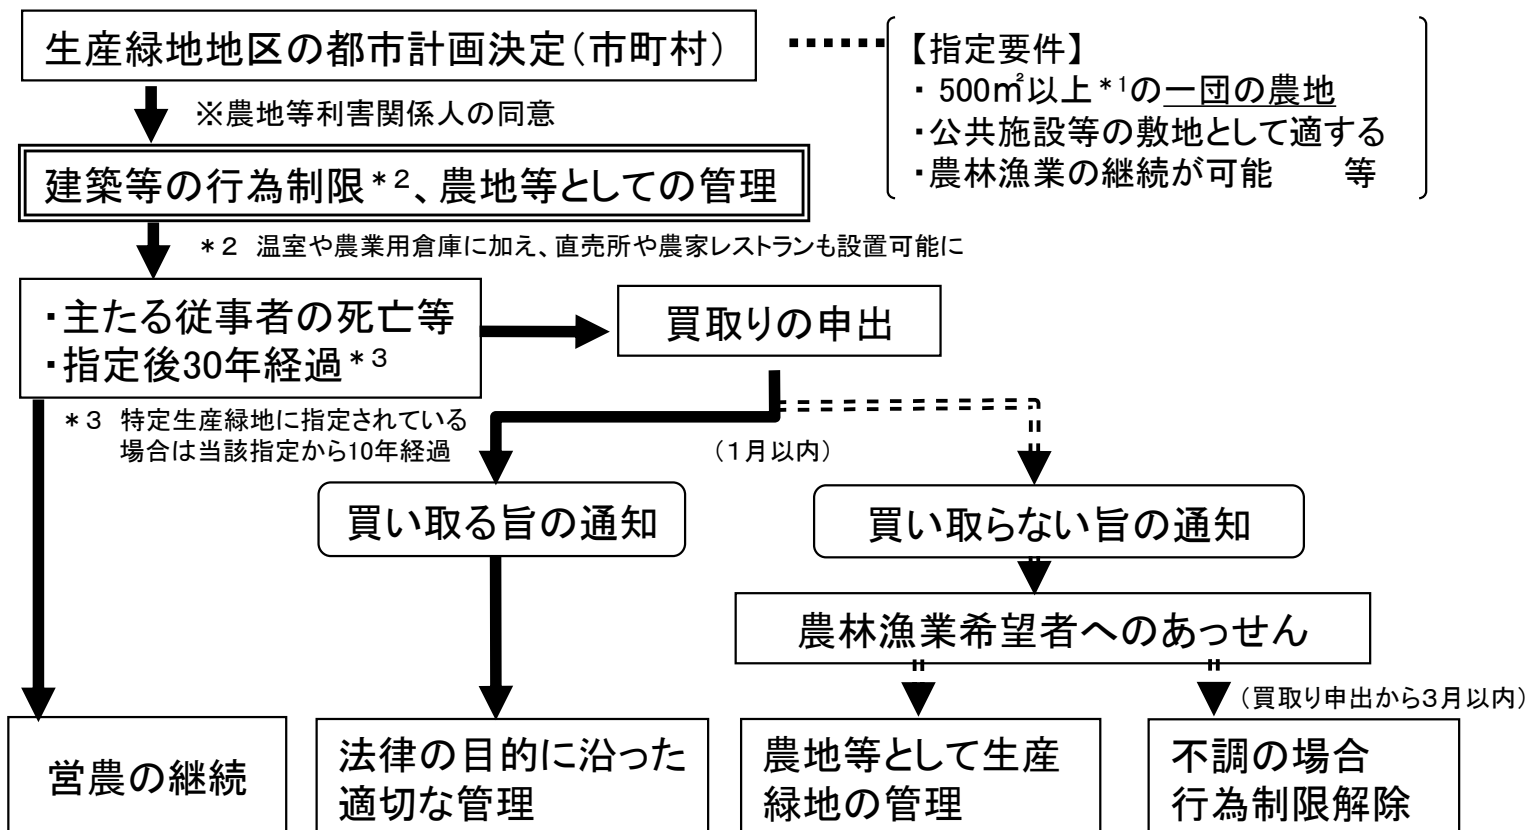 生産緑地地区の都市計画決定(市町村)
【指定要件】
・500㎡以上*1の一団の農地
・公共施設等の敷地として適する
・農林漁業の継続が可能　　等
※農地等利害関係人の同意
建築等の行為制限*2、農地等としての管理
*2　温室や農業用倉庫に加え、直売所や農家レストランも設置可能に
・主たる従事者の死亡等
・指定後30年経過*3
買取りの申出
*3　特定生産緑地に指定されている
場合は当該指定から10年経過
(1月以内)
買い取る旨の通知
買い取らない旨の通知
農林漁業希望者へのあっせん
(買取り申出から3月以内)
営農の継続
法律の目的に沿った
適切な管理
農地等として生産
緑地の管理
不調の場合
行為制限解除